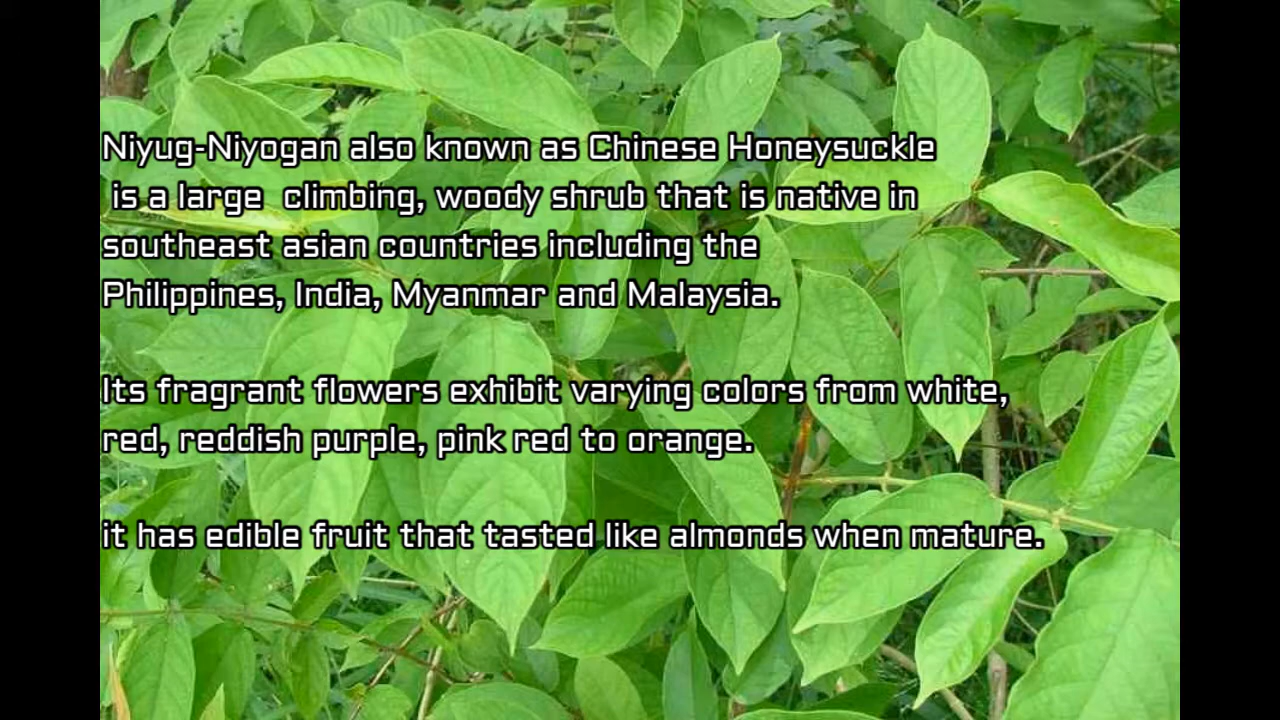 Niyug-Niyogan also known as Chinese Honeysuckle
is a large climbing, woody shrub that is native in
southeast asian countries including the
Philippines, India, Myanmar and Malaysia.
Its fragrant flowers exhibit varying colors from white,
red, reddish purple, pink red to orange.
it has edible fruit that tasted like almonds when mature.